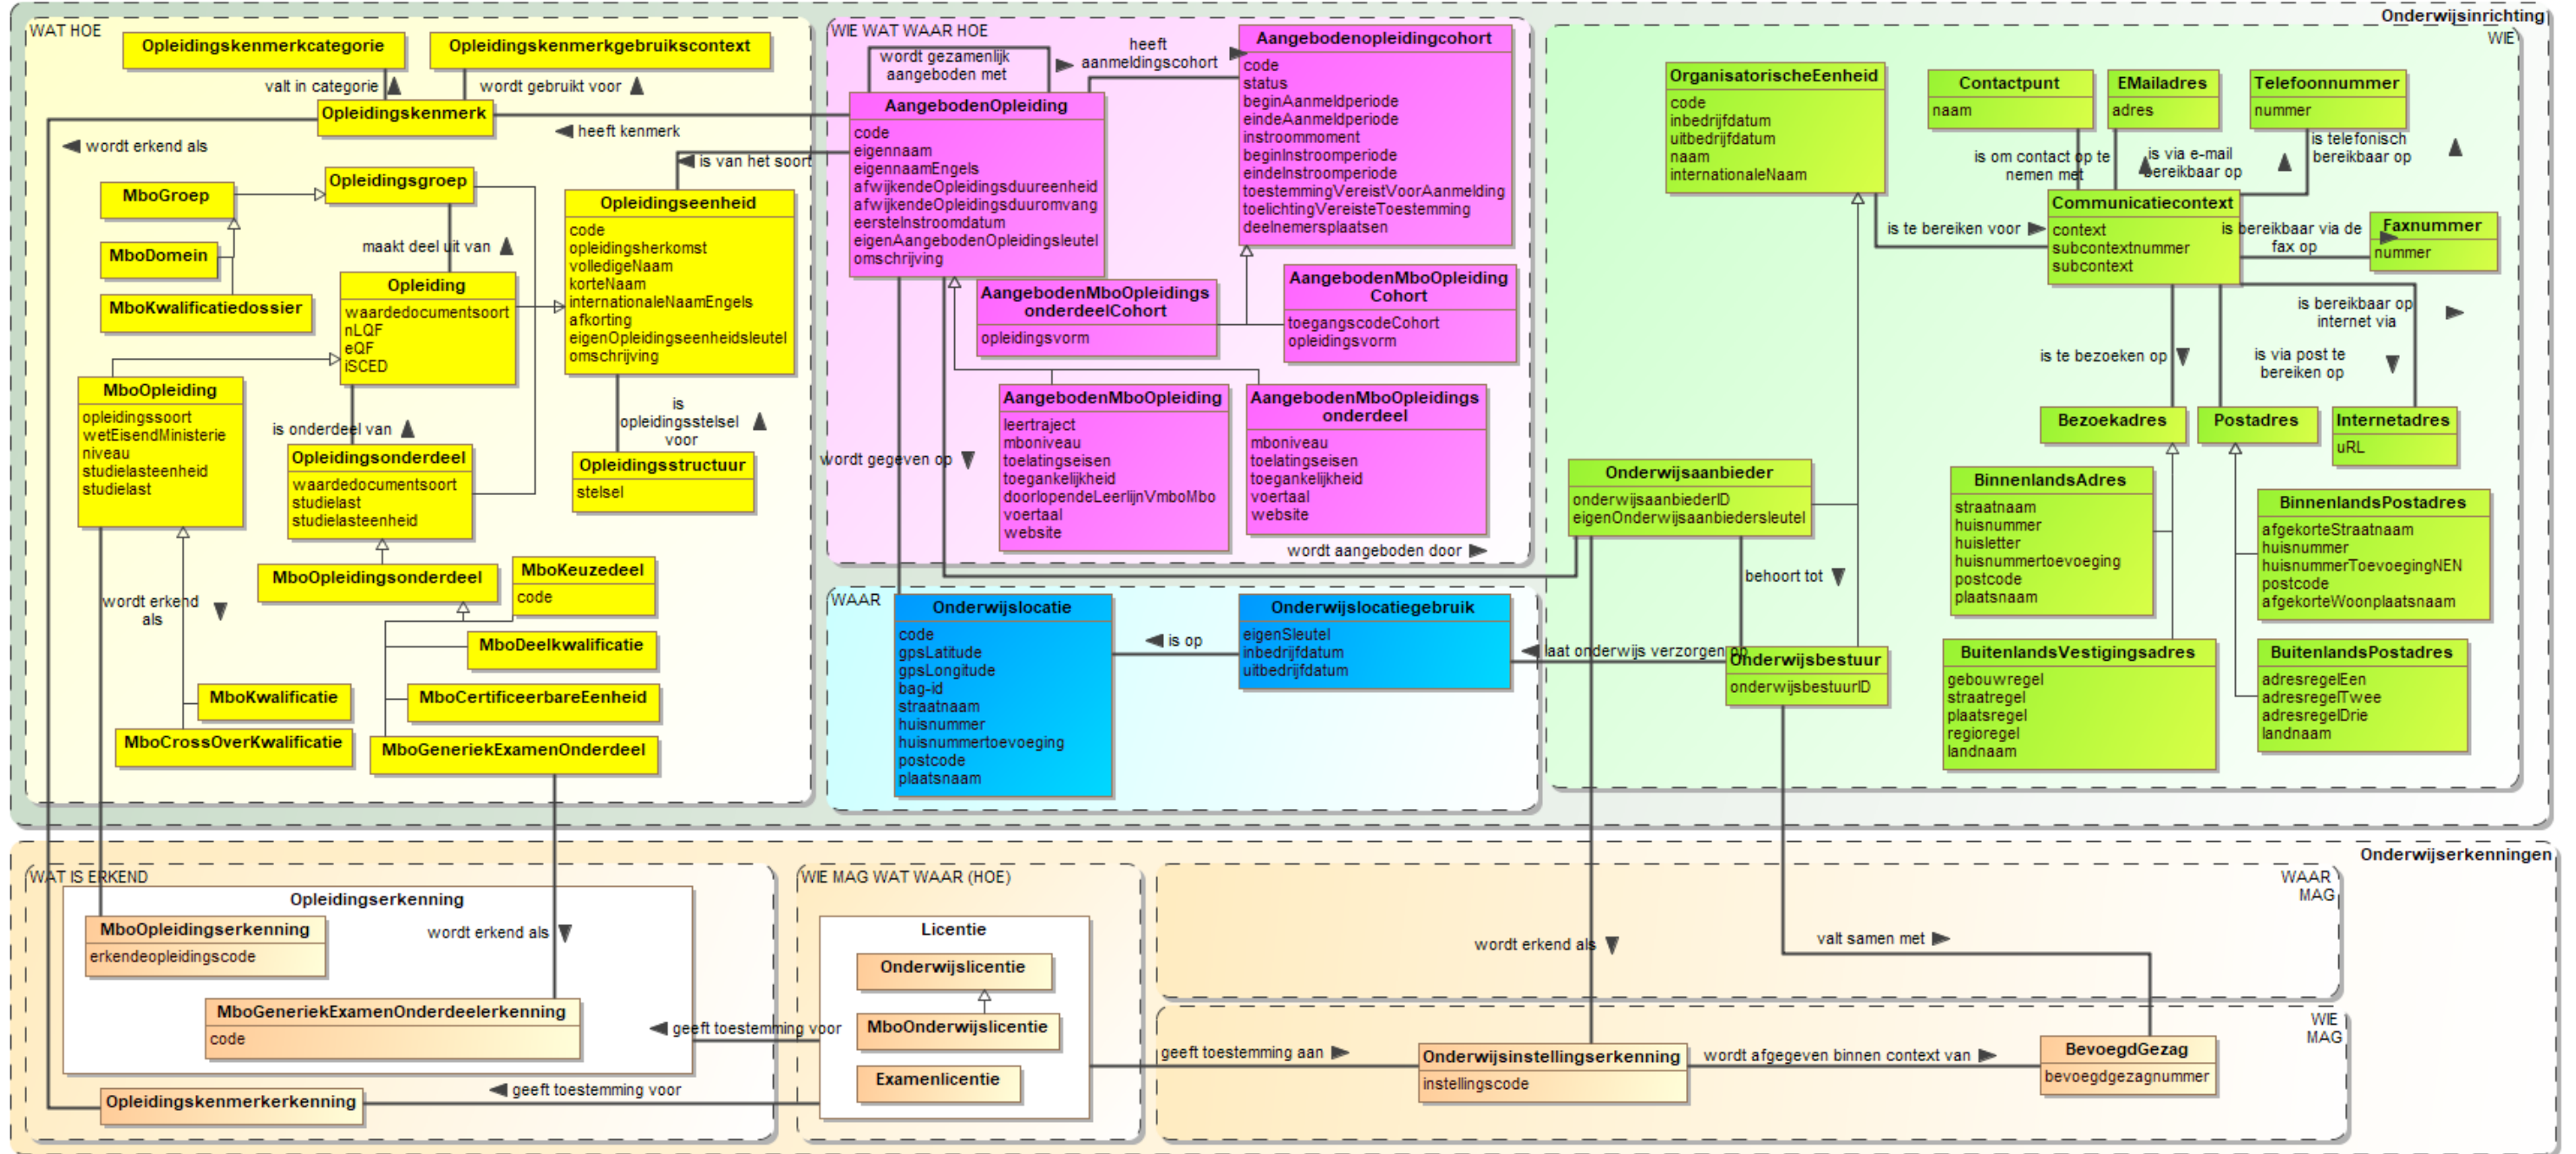 Onderwijsinrichting
WAT HOE
Opleidingskenmerkcategorie
Opleidingskenmerkgebruikscontext
valt in categorie
wordt gebruikt voor
Opleidingskenmerk
heeft kenmerk
wordt erkend als
is van het soort
MboGroep
Opleidingsgroep
MboDomein
MboKwalificatiedossier
maakt deel uit van
Opleiding
waardedocumentsoort
nLQF
eQF
iSCED
Opleidingseenheid
code
opleidingsherkomst
volledigeNaam
korteNaam
internationaleNaamEngels
afkorting
eigenOpleidingseenheidsleutel
omschrijving
MboOpleiding
opleidingssoort
wetEisendMinisterie
niveau
studielasteenheid
studielast
is onderdeel van
Opleidingsonderdeel
waardedocumentsoort
studielast
studielasteenheid
is
opleidingsstelsel
voor
Opleidingsstructuur
stelsel
MboOpleidingsonderdeel
MboKeuzedeel
code
wordt erkend
als
MboDeelkwalificatie
MboKwalificatie
MboCertificeerbareEenheid
MboCrossOverKwalificatie
MboGeneriekExamenOnderdeel
WIE WAT WAAR HOE
wordt gezamenlijk
aangeboden met
heeft
aanmeldingscohort
AangebodenOpleiding
code
eigennaam
eigennaamEngels
afwijkendeOpleidingsduureenheid
afwijkendeOpleidingsduuromvang
eersteInstroomdatum
eigenAangebodenOpleidingsleutel
omschrijving
Aangebodenopleidingcohort
code
status
beginAanmeldperiode
eindeAanmeldperiode
instroommoment
beginInstroomperiode
eindeInstroomperiode
toestemmingVereistVoorAanmelding
toelichtingVereisteToestemming
deelnemersplaatsen
AangebodenMboOpleidings
onderdeelCohort
opleidingsvorm
AangebodenMboOpleiding
Cohort
toegangscodeCohort
opleidingsvorm
AangebodenMboOpleiding
leertraject
mboniveau
toelatingseisen
toegankelijkheid
doorlopendeLeerlijnVmboMbo
voertaal
website
AangebodenMboOpleidings
onderdeel
mboniveau
toelatingseisen
toegankelijkheid
voertaal
website
wordt gegeven op
wordt aangeboden door
WAAR
Onderwijslocatie
code
gpsLatitude
gpsLongitude
bag-id
straatnaam
huisnummer
huisnummertoevoeging
postcode
plaatsnaam
is op
Onderwijslocatiegebruik
eigenSleutel
inbedrijfdatum
uitbedrijfdatum
laat onderwijs verzorgen op
WIE
OrganisatorischeEenheid
code
inbedrijfdatum
uitbedrijfdatum
naam
internationaleNaam
Contactpunt
naam
EMailadres
adres
Telefoonnummer
nummer
is om contact op te
nemen met
is via e-mail
bereikbaar op
is telefonisch
bereikbaar op
is te bereiken voor
Communicatiecontext
context
subcontextnummer
subcontext
is bereikbaar via de
fax op
Faxnummer
nummer
is bereikbaar op
internet via
is te bezoeken op
is via post te
bereiken op
Bezoekadres
Postadres
Internetadres
uRL
Onderwijsaanbieder
onderwijsaanbiederID
eigenOnderwijsaanbiedersleutel
behoort tot
Onderwijsbestuur
onderwijsbestuurID
BinnenlandsAdres
straatnaam
huisnummer
huisletter
huisnummertoevoeging
postcode
plaatsnaam
BinnenlandsPostadres
afgekorteStraatnaam
huisnummer
huisnummerToevoegingNEN
postcode
afgekorteWoonplaatsnaam
BuitenlandsVestigingsadres
gebouwregel
straatregel
plaatsregel
regioregel
landnaam
BuitenlandsPostadres
adresregelEen
adresregelTwee
adresregelDrie
landnaam
Onderwijserkenningen
WAT IS ERKEND
Opleidingserkenning
MboOpleidingserkenning
erkendeopleidingscode
wordt erkend als
MboGeneriekExamenOnderdeelerkenning
code
Opleidingskenmerkerkenning
geeft toestemming voor
geeft toestemming voor
WIE MAG WAT WAAR (HOE)
Licentie
Onderwijslicentie
MboOnderwijslicentie
Examenlicentie
WAAR
MAG
wordt erkend als
valt samen met
WIE
MAG
geeft toestemming aan
Onderwijsinstellingserkenning
instellingscode
wordt afgegeven binnen context van
BevoegdGezag
bevoegdgezagnummer